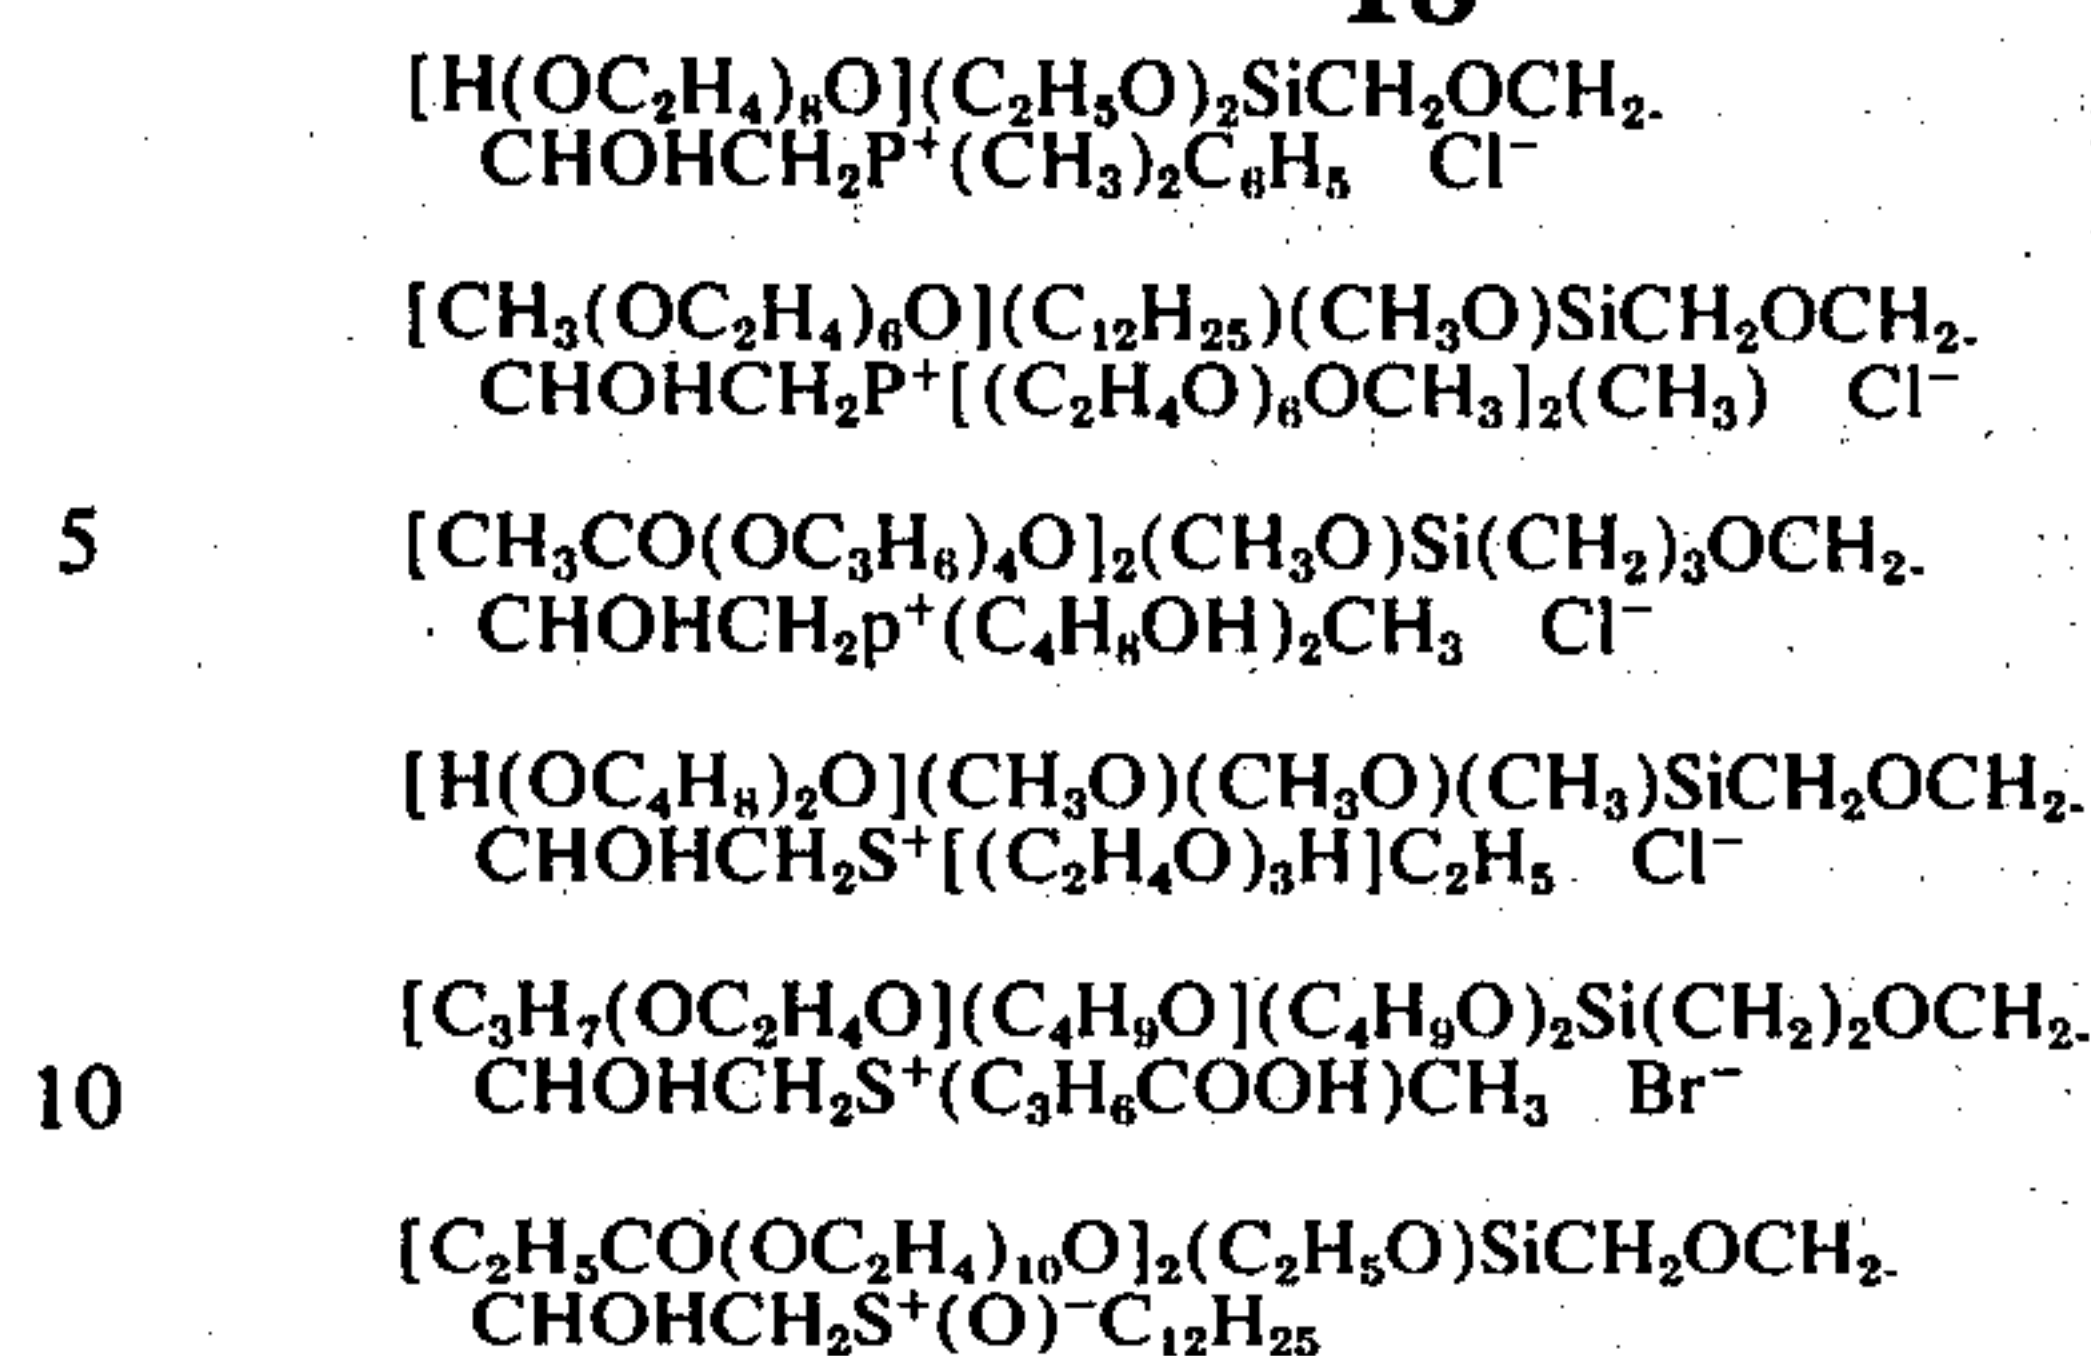 18
[H(OC₂H₄)₈O](C₂H₅O)₂SiCH₂OCH₂-
CHOHCH₂P⁺(CH₃)₂C₆H₅ Cl⁻
[CH₃(OC₂H₄)₆O](C₁₂H₂₅)(CH₃O)SiCH₂OCH₂-
CHOHCH₂P⁺[(C₂H₄O)₆OCH₃]₂(CH₃) Cl⁻
5 [CH₃CO(OC₃H₆)₄O]₂(CH₃O)Si(CH₂)₃OCH₂-
CHOHCH₂p⁺(C₄H₈OH)₂CH₃ Cl⁻
[H(OC₄H₈)₂O](CH₃O)(CH₃O)(CH₃)SiCH₂OCH₂-
CHOHCH₂S⁺[(C₂H₄O)₃H]C₂H₅ Cl⁻
[C₃H₇(OC₂H₄O](C₄H₉O](C₄H₉O)₂Si(CH₂)₂OCH₂-
10 CHOHCH₂S⁺(C₃H₆COOH)CH₃ Br⁻
[C₂H₅CO(OC₂H₄)₁₀O]₂(C₂H₅O)SiCH₂OCH₂-
CHOHCH₂S⁺(O)⁻C₁₂H₂₅